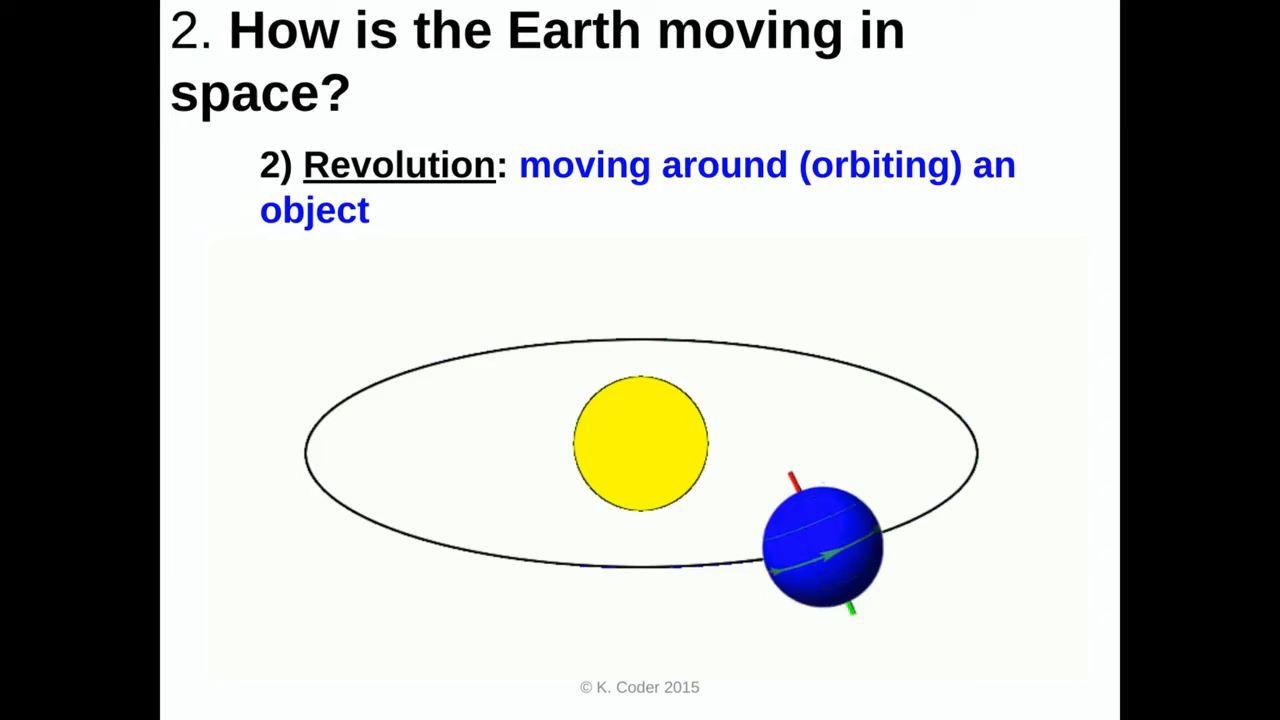 2. How is the Earth moving in
space?
2) Revolution: moving around (orbiting) an
object
© K. Coder 2015